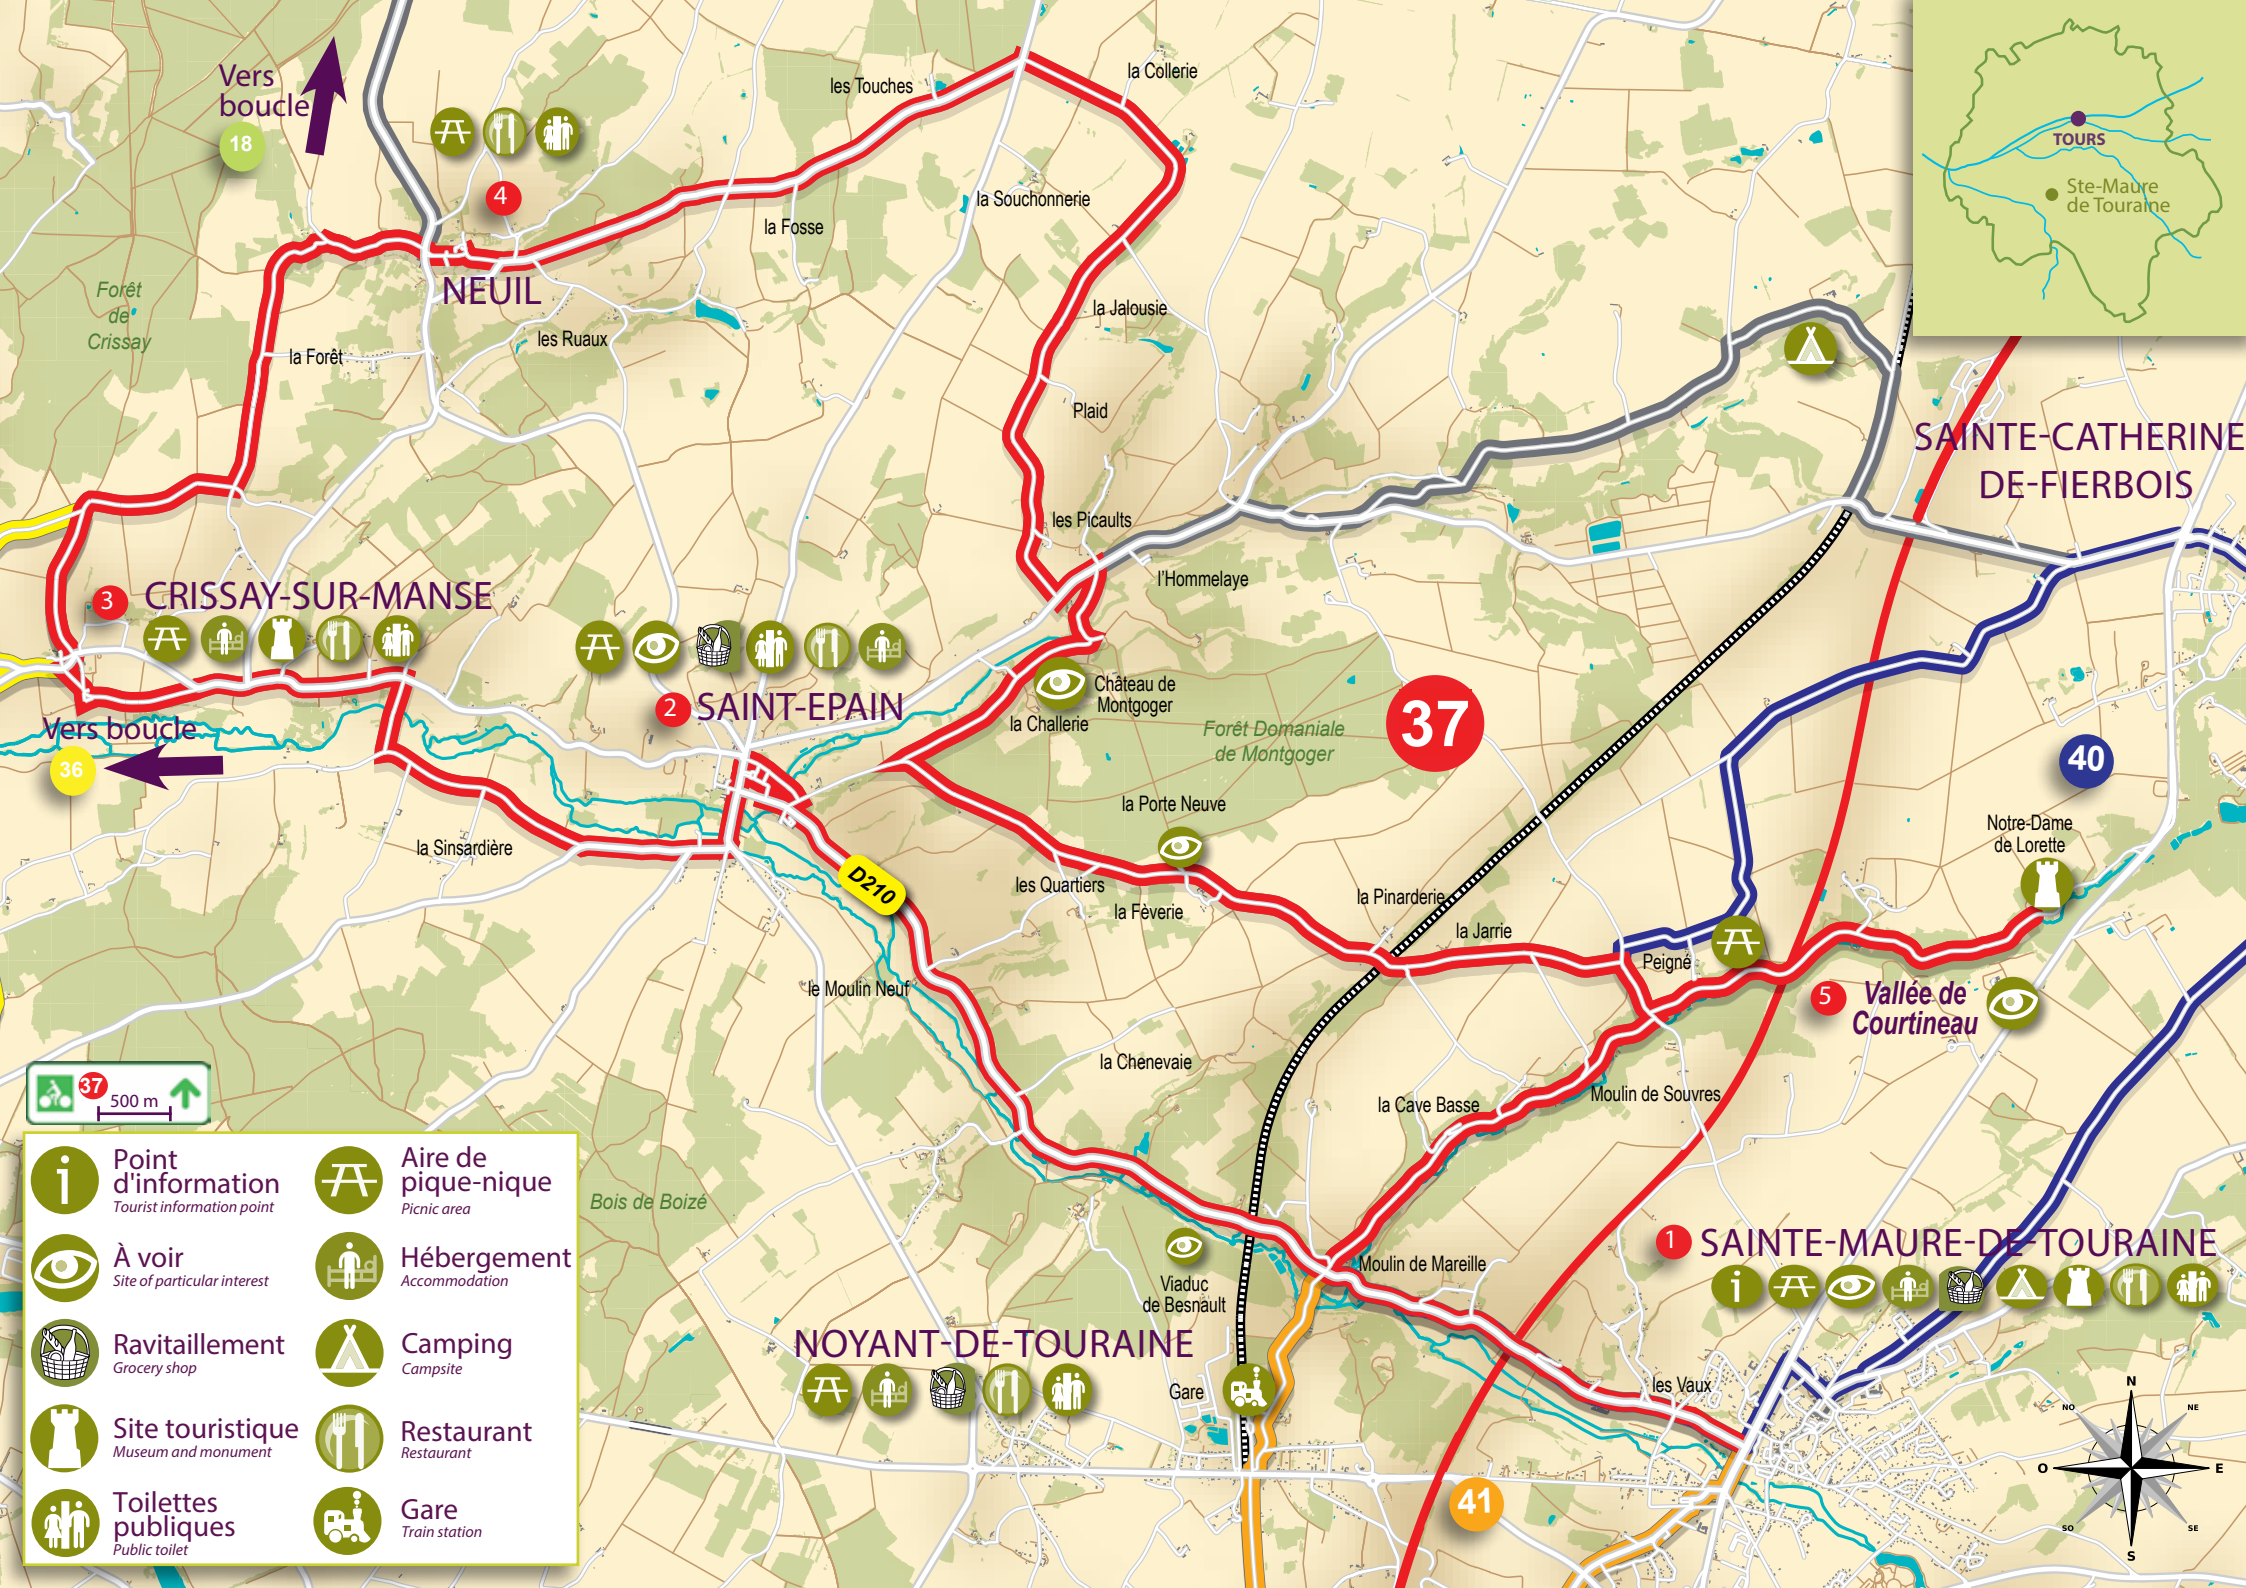 Vers
boucle
18
4
les Touches
la Collerie
TOURS
Ste-Maure
de Touraine
la Souchonnerie
la Fosse
NEUIL
Forêt
de
Crissay
la Jalousie
les Ruaux
la Forêt
Plaid
SAINTE-CATHERINE
DE-FIERBOIS
les Picaults
l'Hommelaye
3
CRISSAY-SUR-MANSE
2
SAINT-EPAIN
Château de
Montgoger
la Challerie
Forêt Domaniale
de Montgoger
37
40
Vers boucle
36
la Porte Neuve
Notre-Dame
de Lorette
la Sinsardière
D210
les Quartiers
la Fèverie
la Pinarderie
la Jarrie
Peigné
le Moulin Neuf
5
Vallée de
Courtineau
la Chenevaie
la Cave Basse
Moulin de Souvres
37
500 m
Bois de Boizé
1
SAINTE-MAURE-DE-TOURAINE
Moulin de Mareille
Viaduc
de Besnault
NOYANT-DE-TOURAINE
Gare
les Vaux
41
N
NO
NE
O
E
SO
SE
S
Point
d'information
Tourist information point
Aire de
pique-nique
Picnic area
À voir
Site of particular interest
Hébergement
Accommodation
Ravitaillement
Grocery shop
Camping
Campsite
Site touristique
Museum and monument
Restaurant
Restaurant
Toilettes
publiques
Public toilet
Gare
Train station